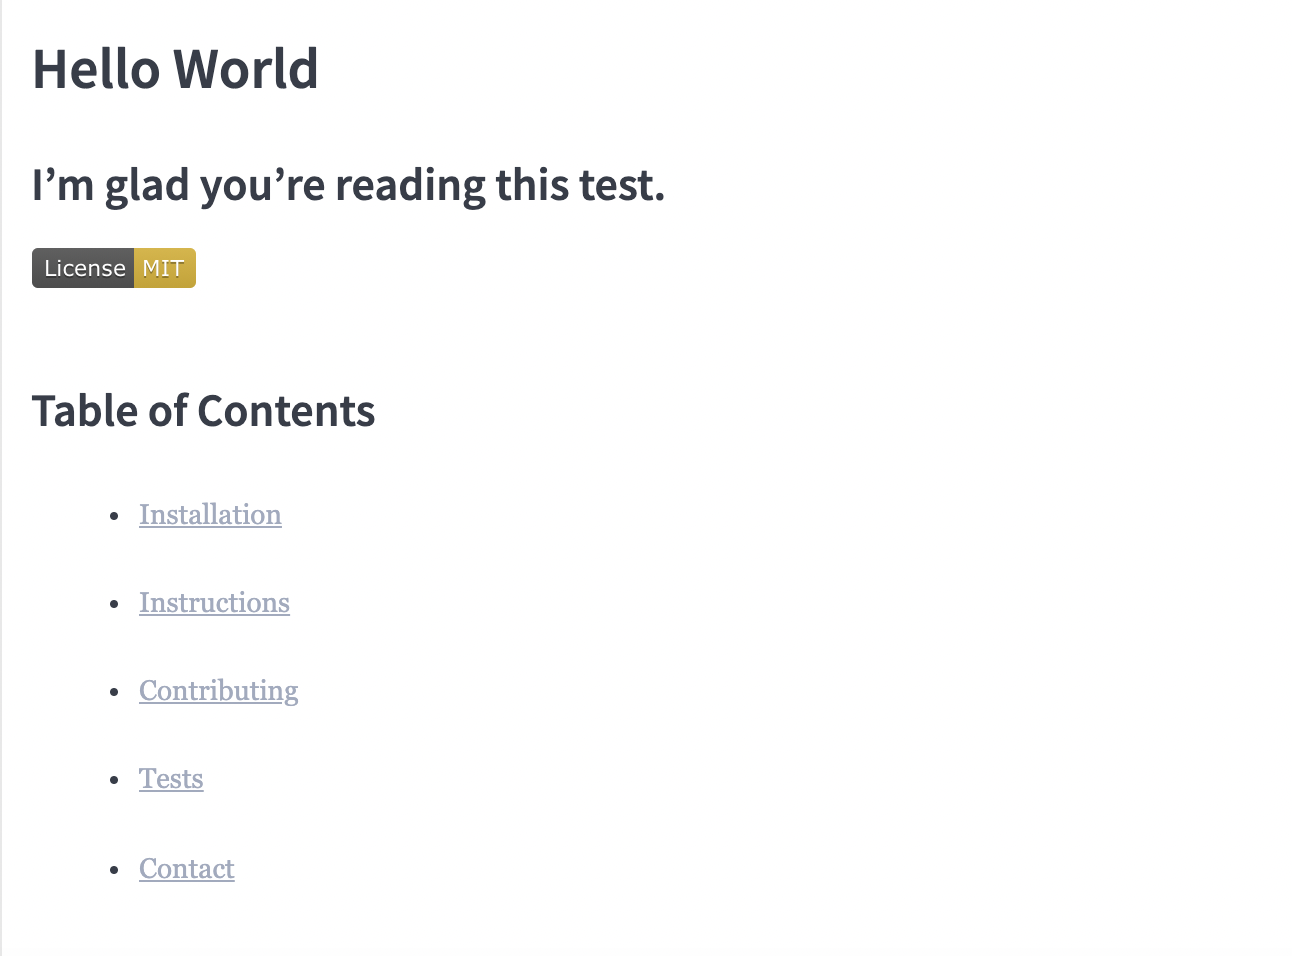 Hello World
I’m glad you’re reading this test.
License MIT
Table of Contents
• Installation
• Instructions
• Contributing
• Tests
• Contact